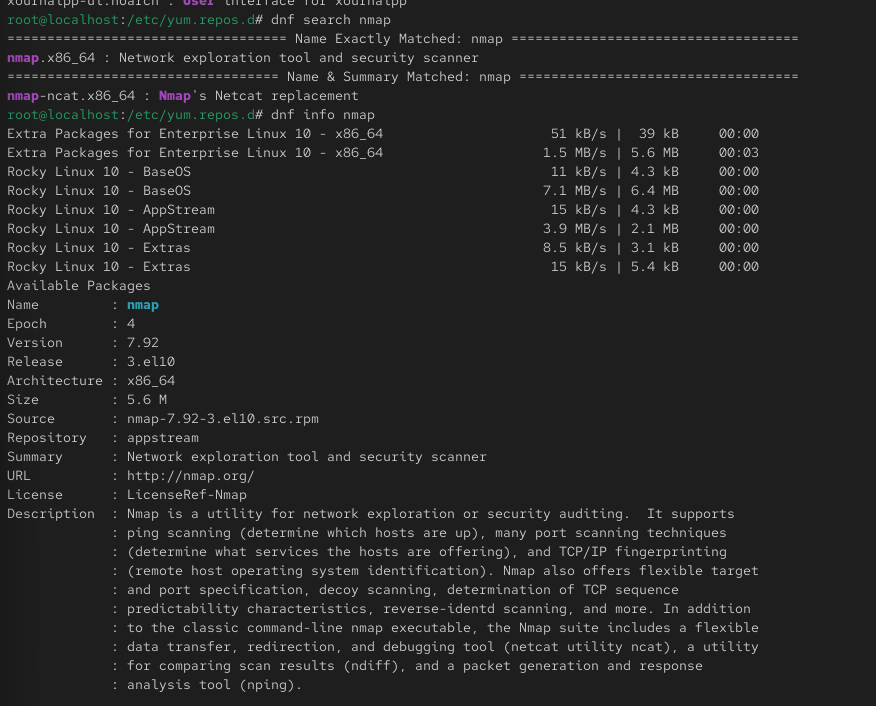 xournalpp-ui.noarch : User interface for xournalpp
root@localhost:/etc/yum.repos.d# dnf search nmap
=================================== Name Exactly Matched: nmap ====================================
nmap.x86_64 : Network exploration tool and security scanner
================================== Name & Summary Matched: nmap ===================================
nmap-ncat.x86_64 : Nmap's Netcat replacement
root@localhost:/etc/yum.repos.d# dnf info nmap
Extra Packages for Enterprise Linux 10 - x86_64                     51 kB/s |  39 kB     00:00
Extra Packages for Enterprise Linux 10 - x86_64                    1.5 MB/s | 5.6 MB     00:03
Rocky Linux 10 - BaseOS                                             11 kB/s | 4.3 kB     00:00
Rocky Linux 10 - BaseOS                                            7.1 MB/s | 6.4 MB     00:00
Rocky Linux 10 - AppStream                                          15 kB/s | 4.3 kB     00:00
Rocky Linux 10 - AppStream                                         3.9 MB/s | 2.1 MB     00:00
Rocky Linux 10 - Extras                                            8.5 kB/s | 3.1 kB     00:00
Rocky Linux 10 - Extras                                             15 kB/s | 5.4 kB     00:00
Available Packages
Name         : nmap
Epoch        : 4
Version      : 7.92
Release      : 3.el10
Architecture : x86_64
Size         : 5.6 M
Source       : nmap-7.92-3.el10.src.rpm
Repository   : appstream
Summary      : Network exploration tool and security scanner
URL          : http://nmap.org/
License      : LicenseRef-Nmap
Description  : Nmap is a utility for network exploration or security auditing.  It supports
             : ping scanning (determine which hosts are up), many port scanning techniques
             : (determine what services the hosts are offering), and TCP/IP fingerprinting
             : (remote host operating system identification). Nmap also offers flexible target
             : and port specification, decoy scanning, determination of TCP sequence
             : predictability characteristics, reverse-identd scanning, and more. In addition
             : to the classic command-line nmap executable, the Nmap suite includes a flexible
             : data transfer, redirection, and debugging tool (netcat utility ncat), a utility
             : for comparing scan results (ndiff), and a packet generation and response
             : analysis tool (nping).